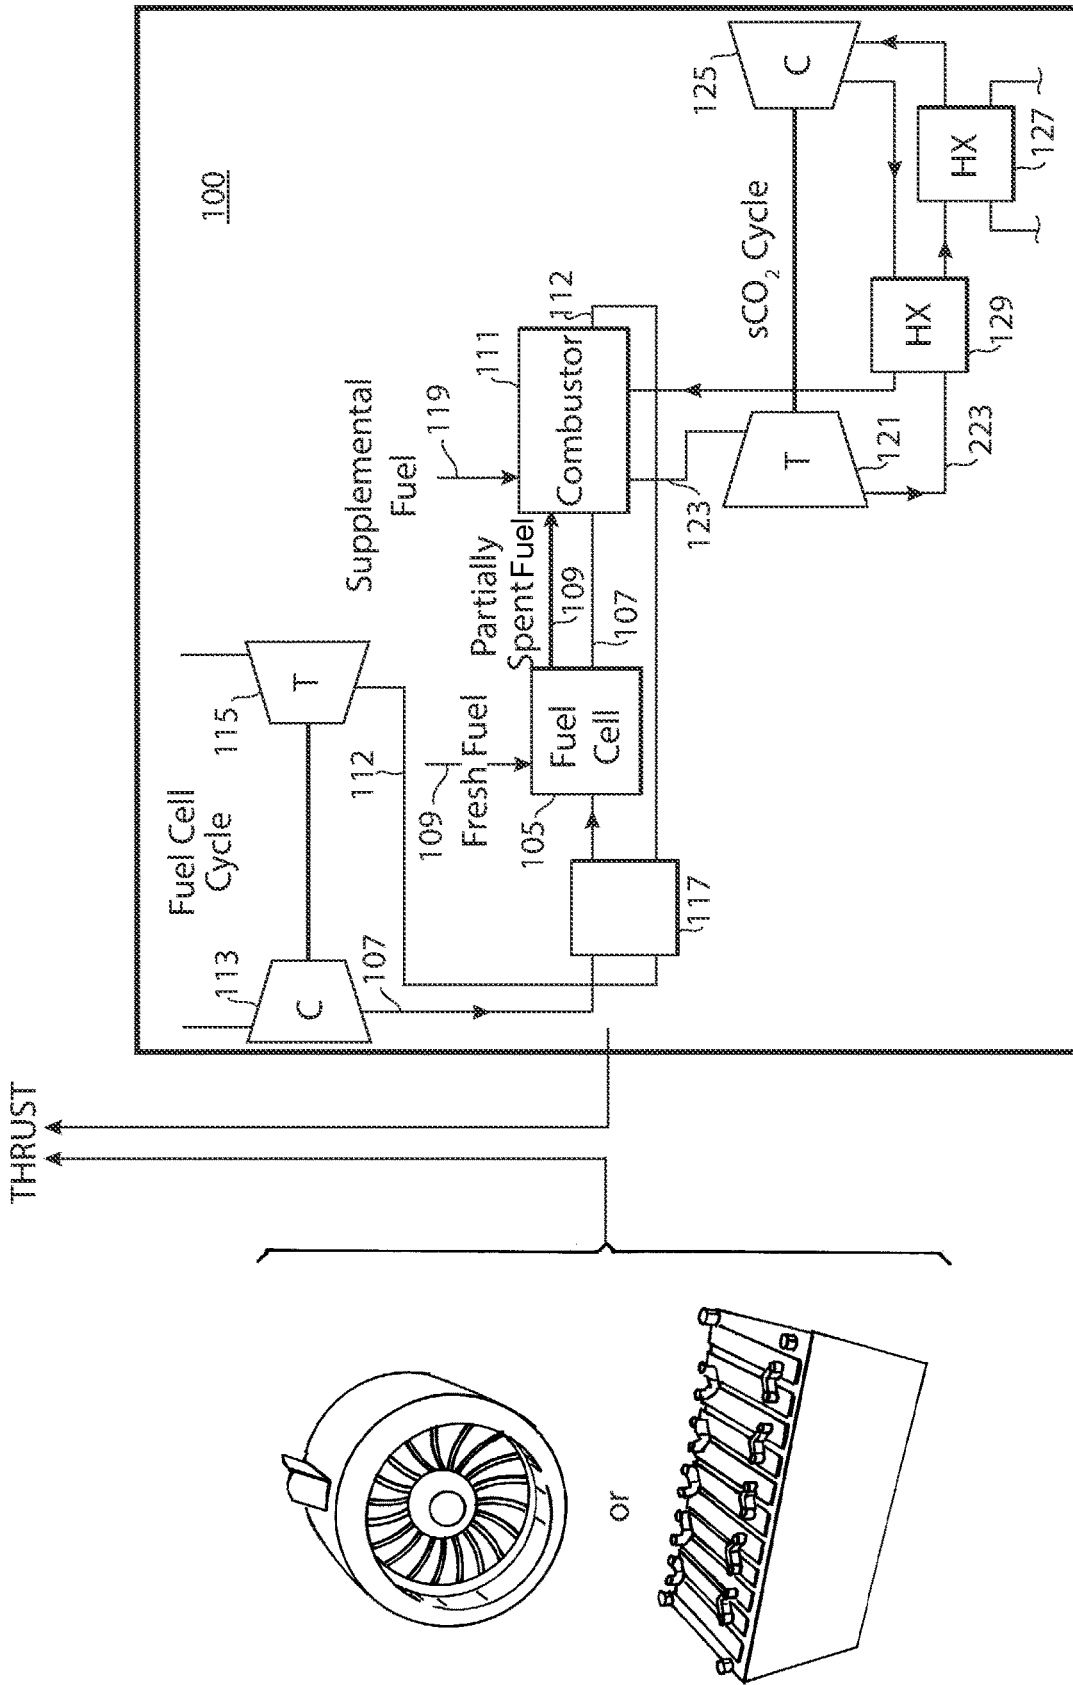 THRUST
Fuel Cell
Cycle
100
113
115
C
T
107
112
Supplemental
Fuel
109
119
Fresh Fuel
Partially
Spent Fuel
111
105
Fuel
Cell
109
Combustor
112
107
or
117
123
sCO₂ Cycle
125
T
C
121
HX
HX
223
129
127